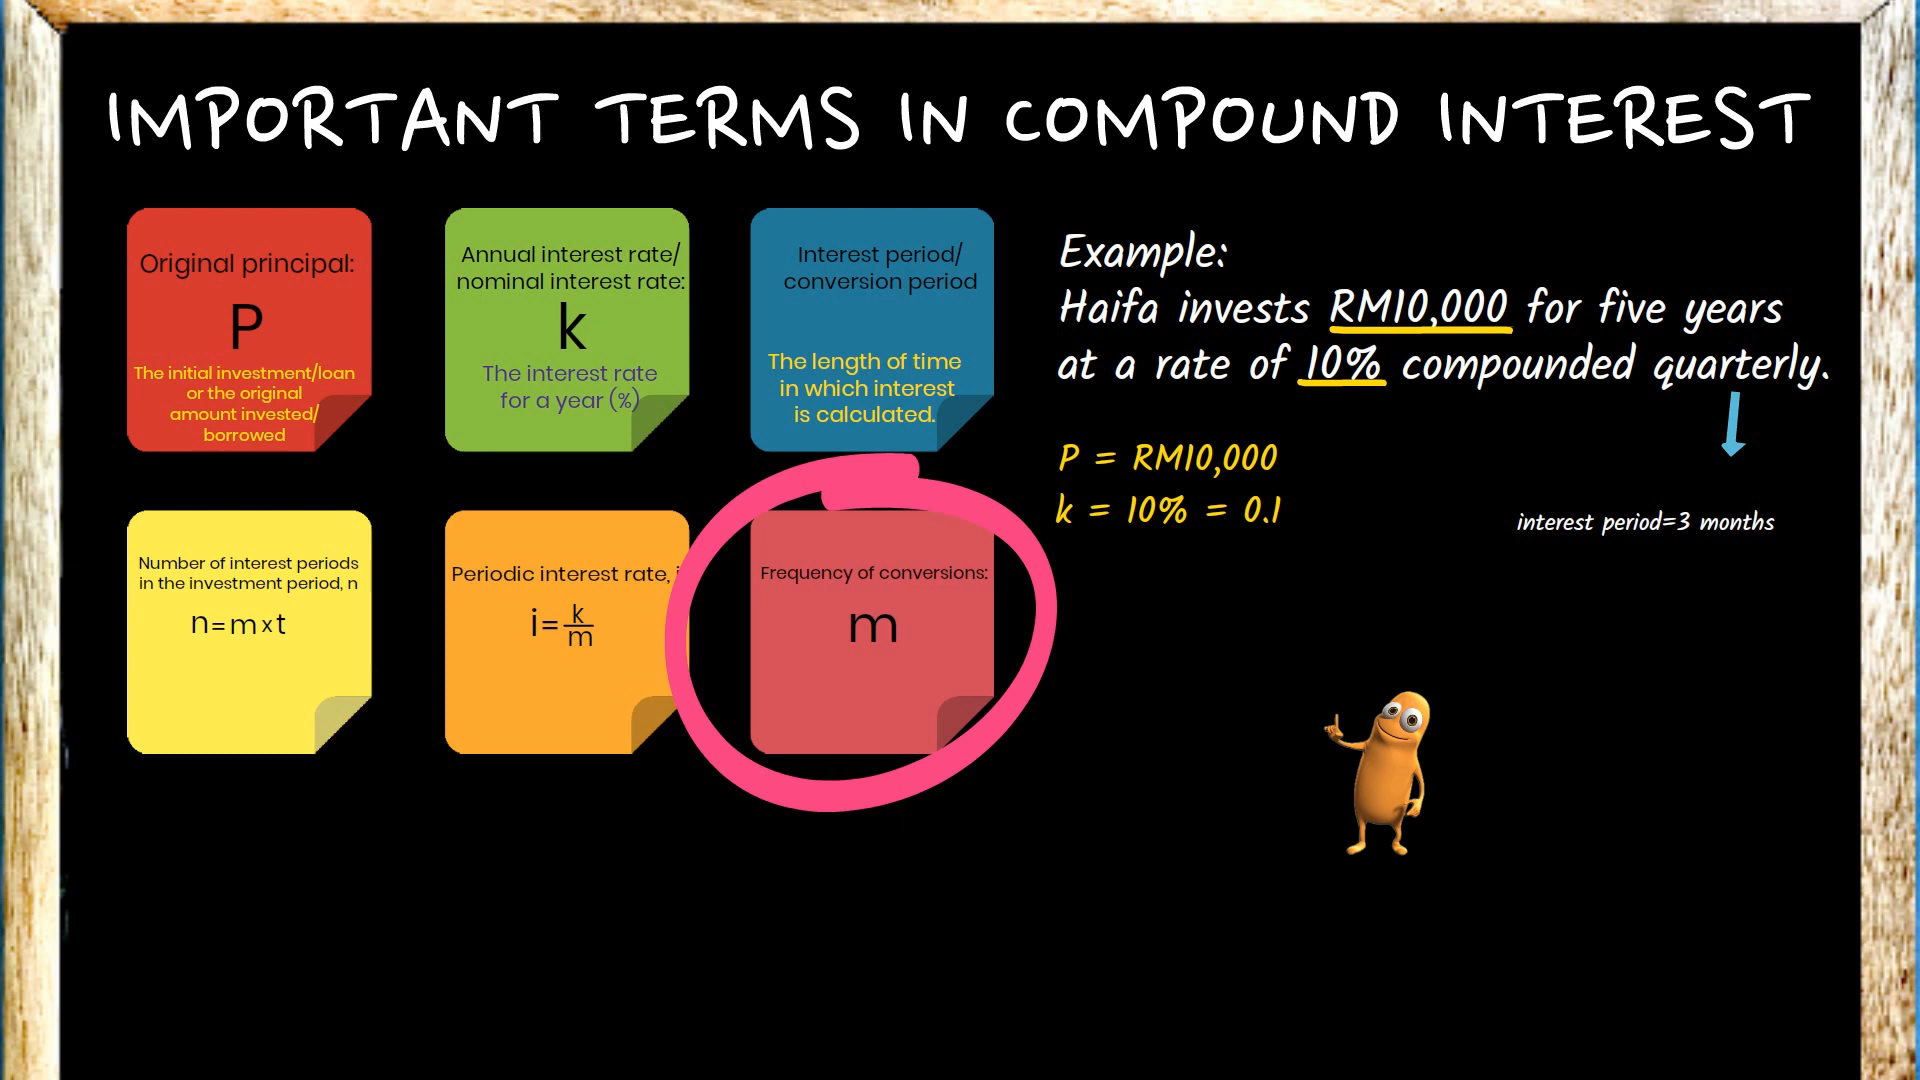 IMPORTANT TERMS IN COMPOUND INTEREST
Original principal:
P
The initial investment/loan
or the original
amount invested/
borrowed
Annual interest rate/
nominal interest rate:
k
The interest rate
for a year (%)
Interest period/
conversion period
The length of time
in which interest
is calculated.
Number of interest periods
in the investment period, n
n=m×t
Periodic interest rate, i
i=k/m
Frequency of conversions:
m
Example:
Haifa invests RM10,000 for five years
at a rate of 10% compounded quarterly.
P = RM10,000
k = 10% = 0.1
interest period=3 months